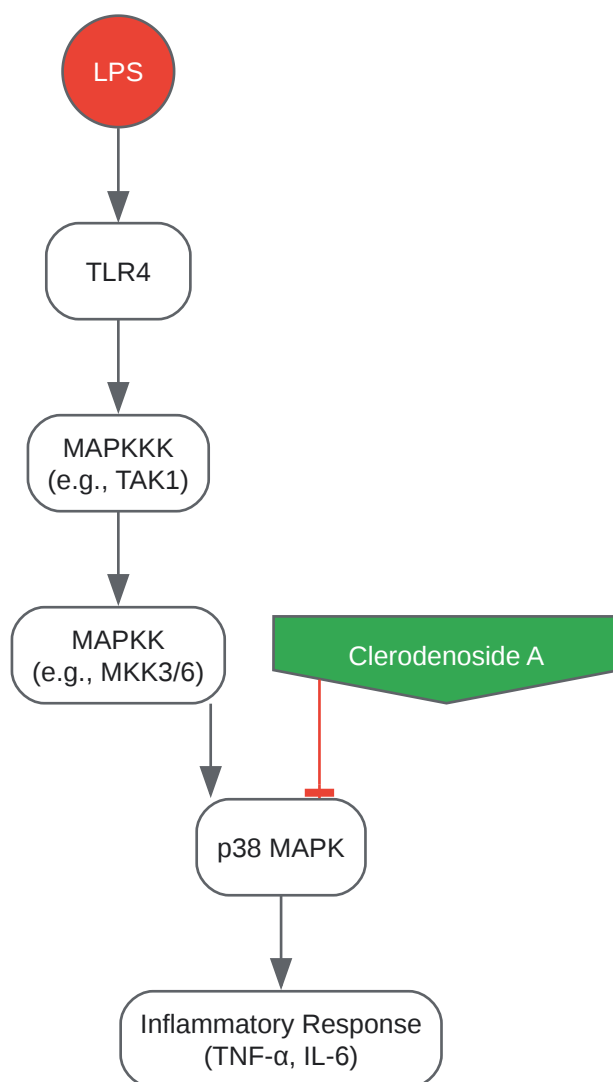 LPS
TLR4
MAPKKK
(e.g., TAK1)
MAPKK
(e.g., MKK3/6)
Clerodenoside A
p38 MAPK
Inflammatory Response
(TNF-α, IL-6)